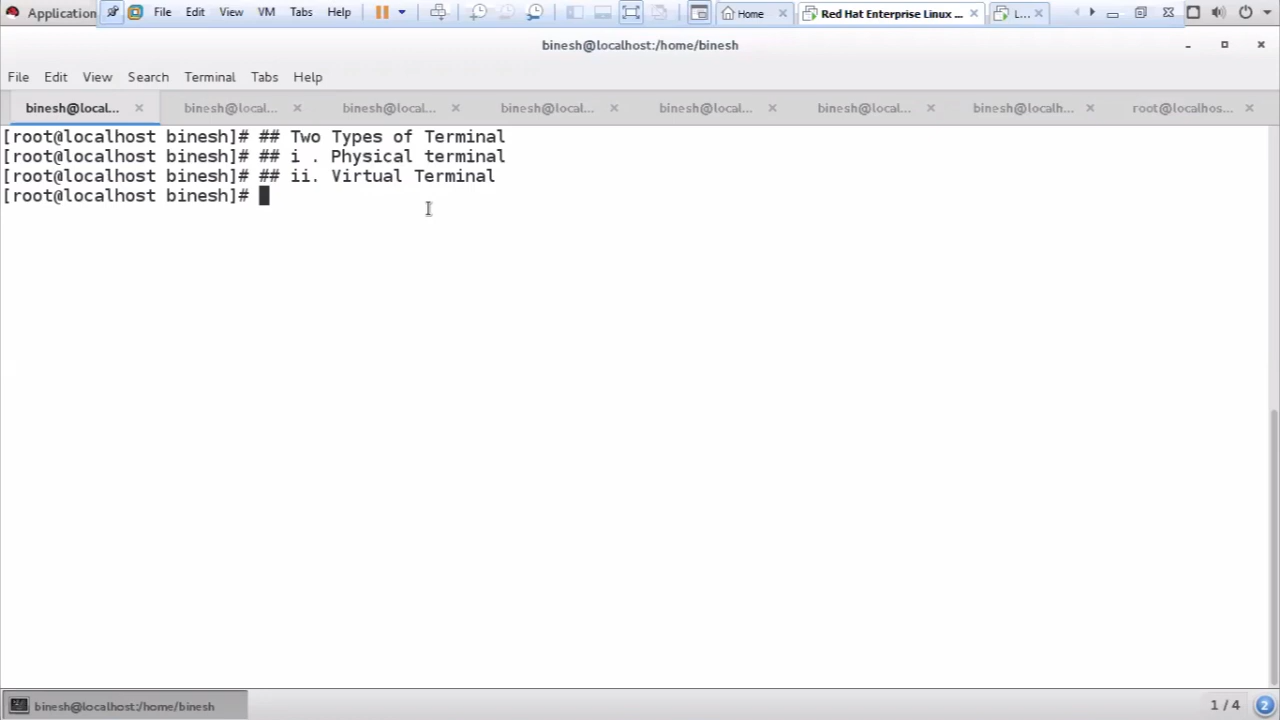 Application File Edit View VM Tabs Help Home Red Hat Enterprise Linux ... L...
binesh@localhost:/home/binesh
File Edit View Search Terminal Tabs Help
binesh@local... binesh@local... binesh@local... binesh@local... binesh@local... binesh@local... binesh@localh... root@localhos...
[root@localhost binesh]# ## Two Types of Terminal
[root@localhost binesh]# ## i . Physical terminal
[root@localhost binesh]# ## ii. Virtual Terminal
[root@localhost binesh]#
binesh@localhost:/home/binesh 1 / 4 2